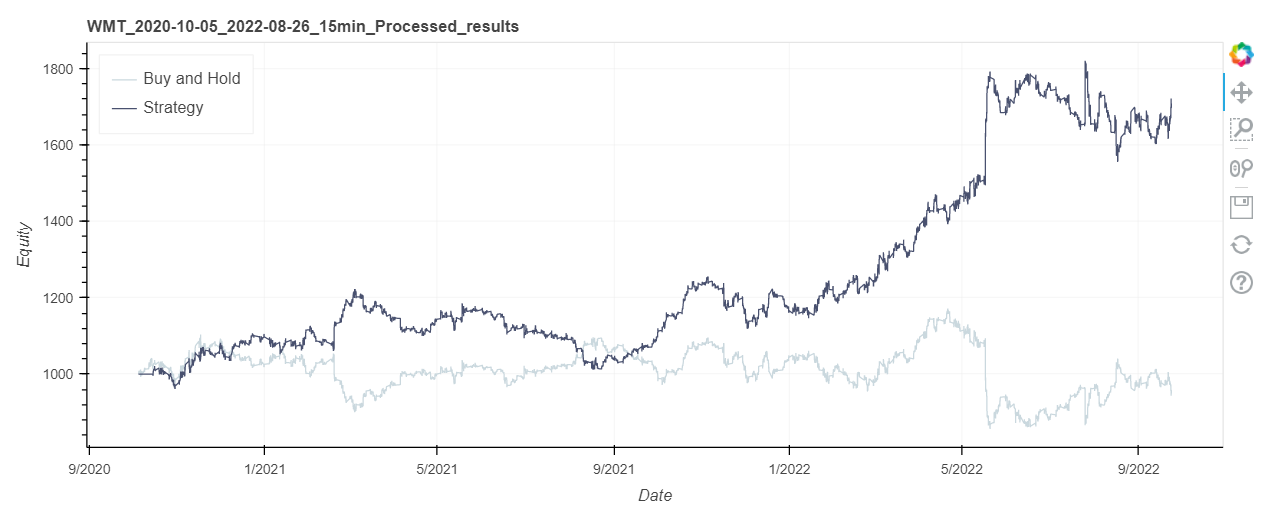 WMT_2020-10-05_2022-08-26_15min_Processed_results
Buy and Hold
Strategy
1800
1600
1400
1200
1000
Equity
9/2020 1/2021 5/2021 9/2021 1/2022 5/2022 9/2022
Date